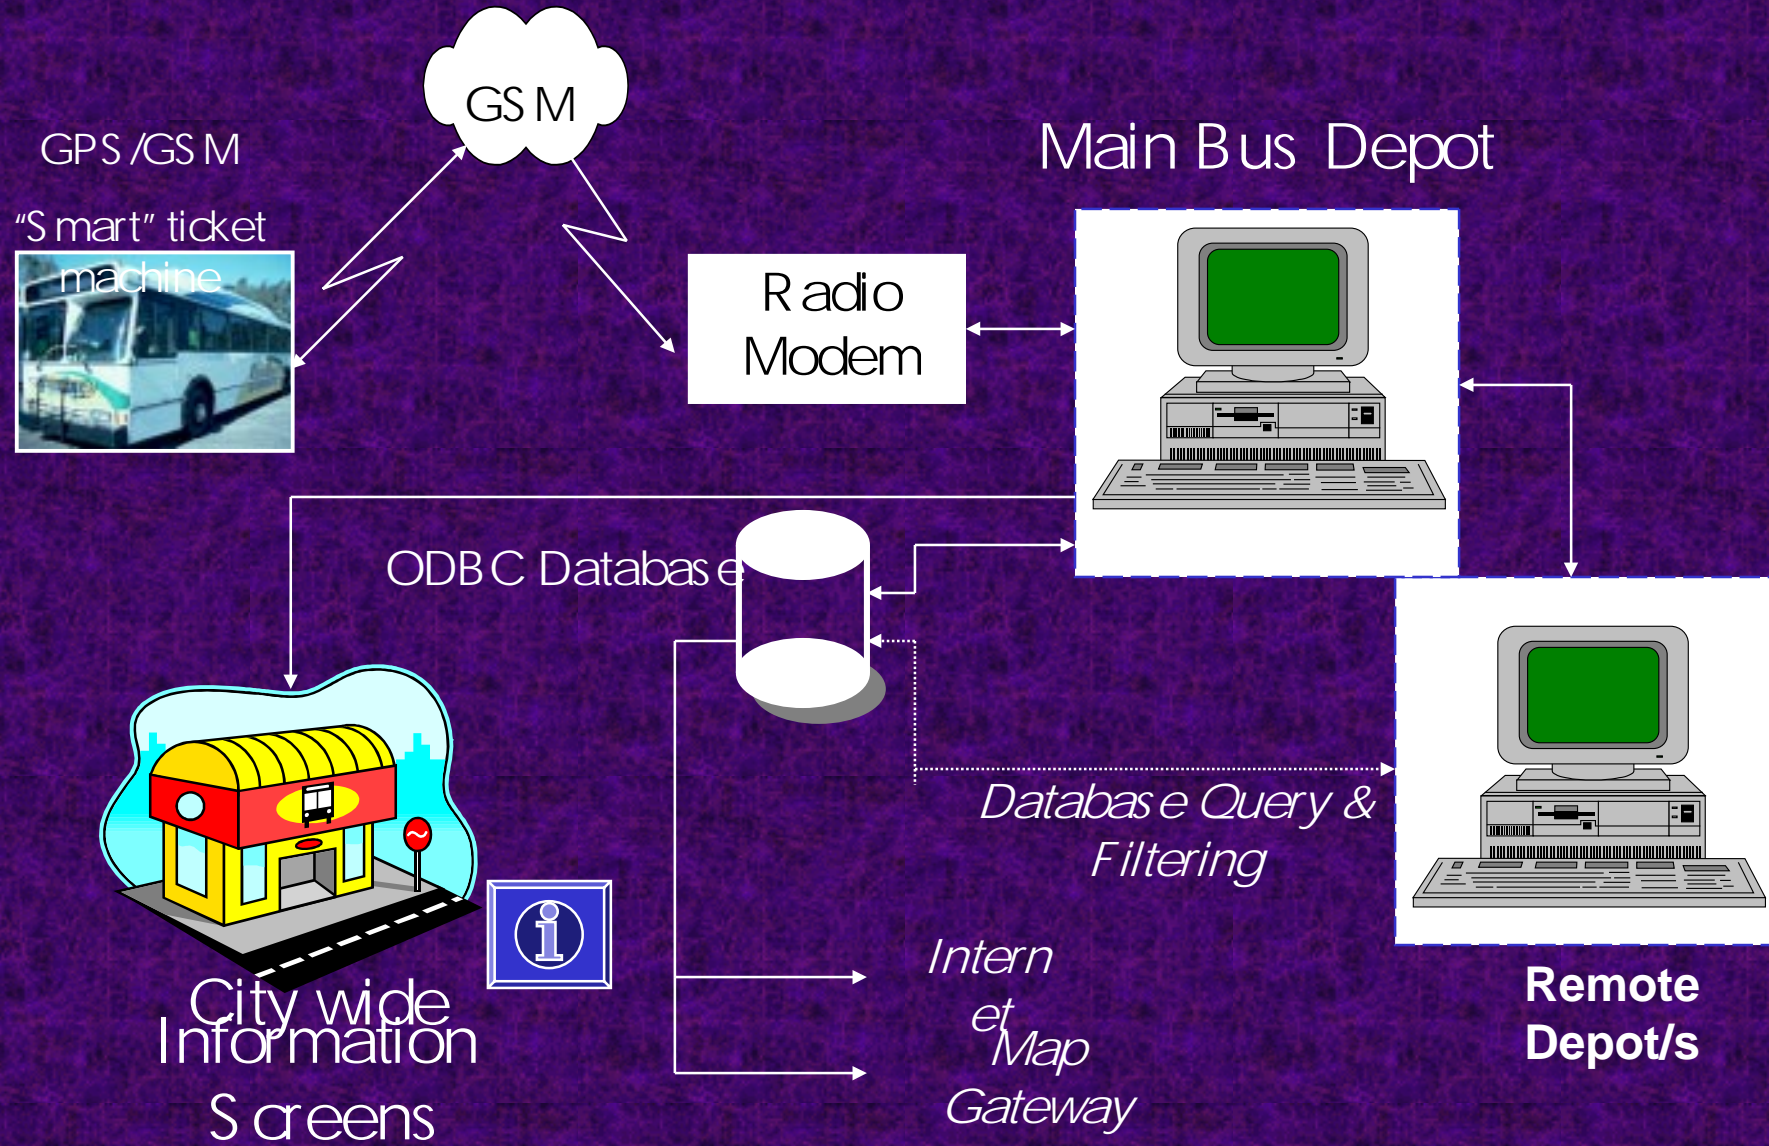 GSM
GPS/GSM
Main Bus Depot
“Smart” ticket
machine
Radio
Modem
ODBC Database
Database Query &
Filtering
Intern
et
Map
Gateway
City wide
Information
Screens
Remote
Depot/s